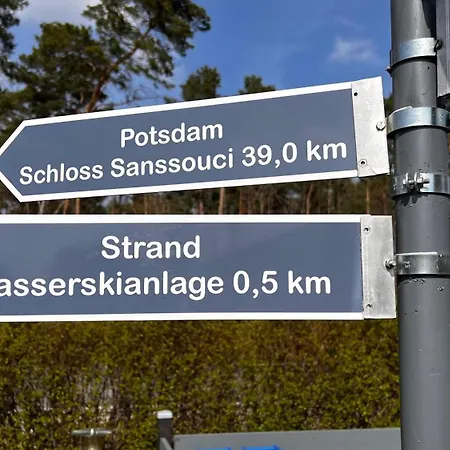 Potsdam
Schloss Sanssouci 39,0 km
Strand
asserskianlage 0,5 km